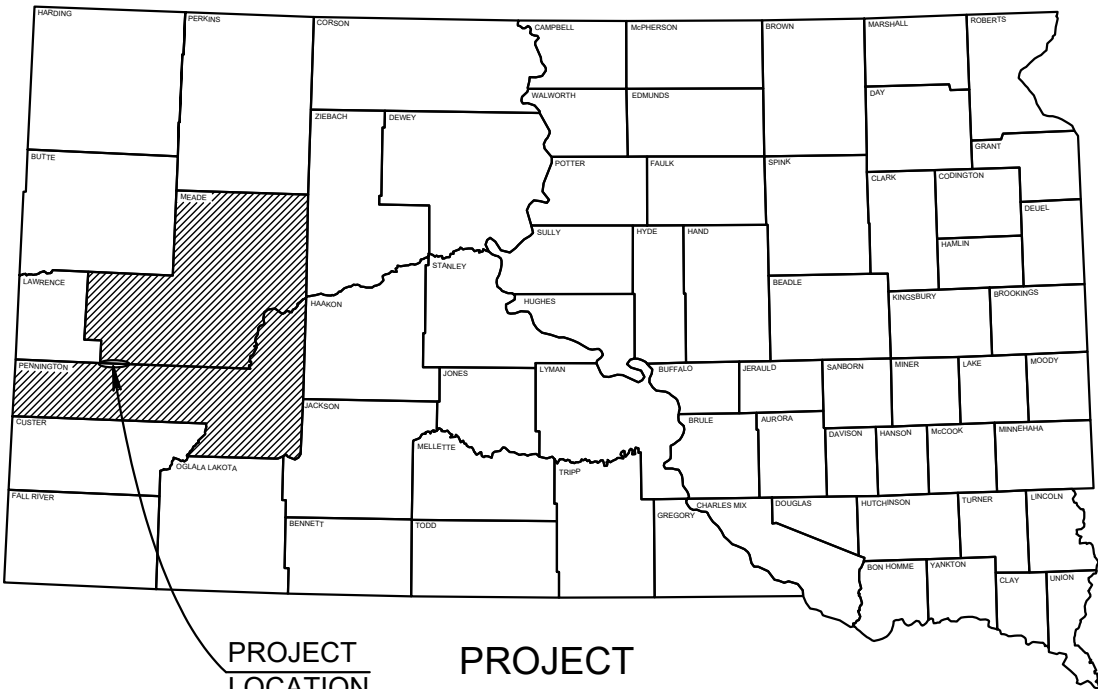 HARDING
PERKINS
CORSON
CAMPBELL
McPHERSON
BROWN
MARSHALL
ROBERTS
WALWORTH
EDMUNDS
DAY
ZIEBACH
DEWEY
GRANT
BUTTE
POTTER
FAULK
SPINK
CLARK
CODINGTON
MEADE
DEUEL
SULLY
HYDE
HAND
HAMLIN
STANLEY
LAWRENCE
BEADLE
HAAKON
HUGHES
KINGSBURY
BROOKINGS
PENNINGTON
JONES
LYMAN
BUFFALO
JERAULD
SANBORN
MINER
LAKE
MOODY
JACKSON
CUSTER
BRULE
AURORA
DAVISON
HANSON
McCOOK
MINNEHAHA
MELLETTE
OGLALA LAKOTA
TRIPP
FALL RIVER
GREGORY
CHARLES MIX
DOUGLAS
HUTCHINSON
TURNER
LINCOLN
BENNETT
TODD
BON HOMME
YANKTON
CLAY
UNION
PROJECT
LOCATION
PROJECT